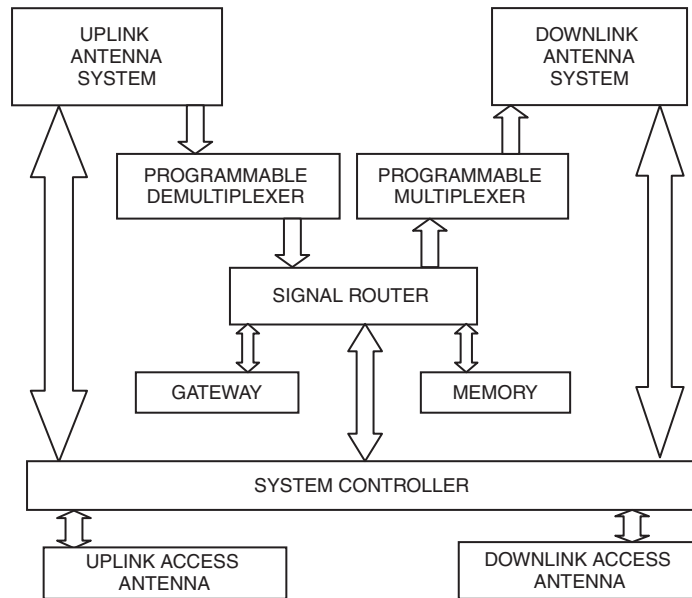 UPLINK
ANTENNA
SYSTEM
DOWNLINK
ANTENNA
SYSTEM
PROGRAMMABLE
DEMULTIPLEXER
PROGRAMMABLE
MULTIPLEXER
SIGNAL ROUTER
GATEWAY
MEMORY
SYSTEM CONTROLLER
UPLINK ACCESS
ANTENNA
DOWNLINK ACCESS
ANTENNA